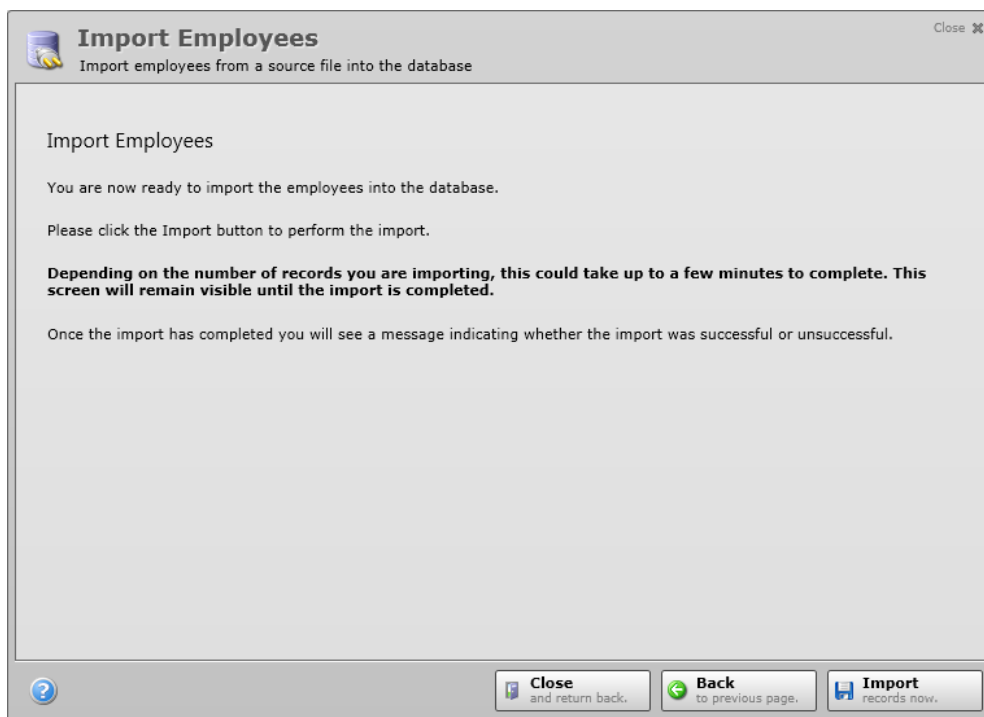 Import Employees
Close
Import employees from a source file into the database
Import Employees
You are now ready to import the employees into the database.
Please click the Import button to perform the import.
Depending on the number of records you are importing, this could take up to a few minutes to complete. This
screen will remain visible until the import is completed.
Once the import has completed you will see a message indicating whether the import was successful or unsuccessful.
?
Close
and return back.
Back
to previous page.
Import
records now.